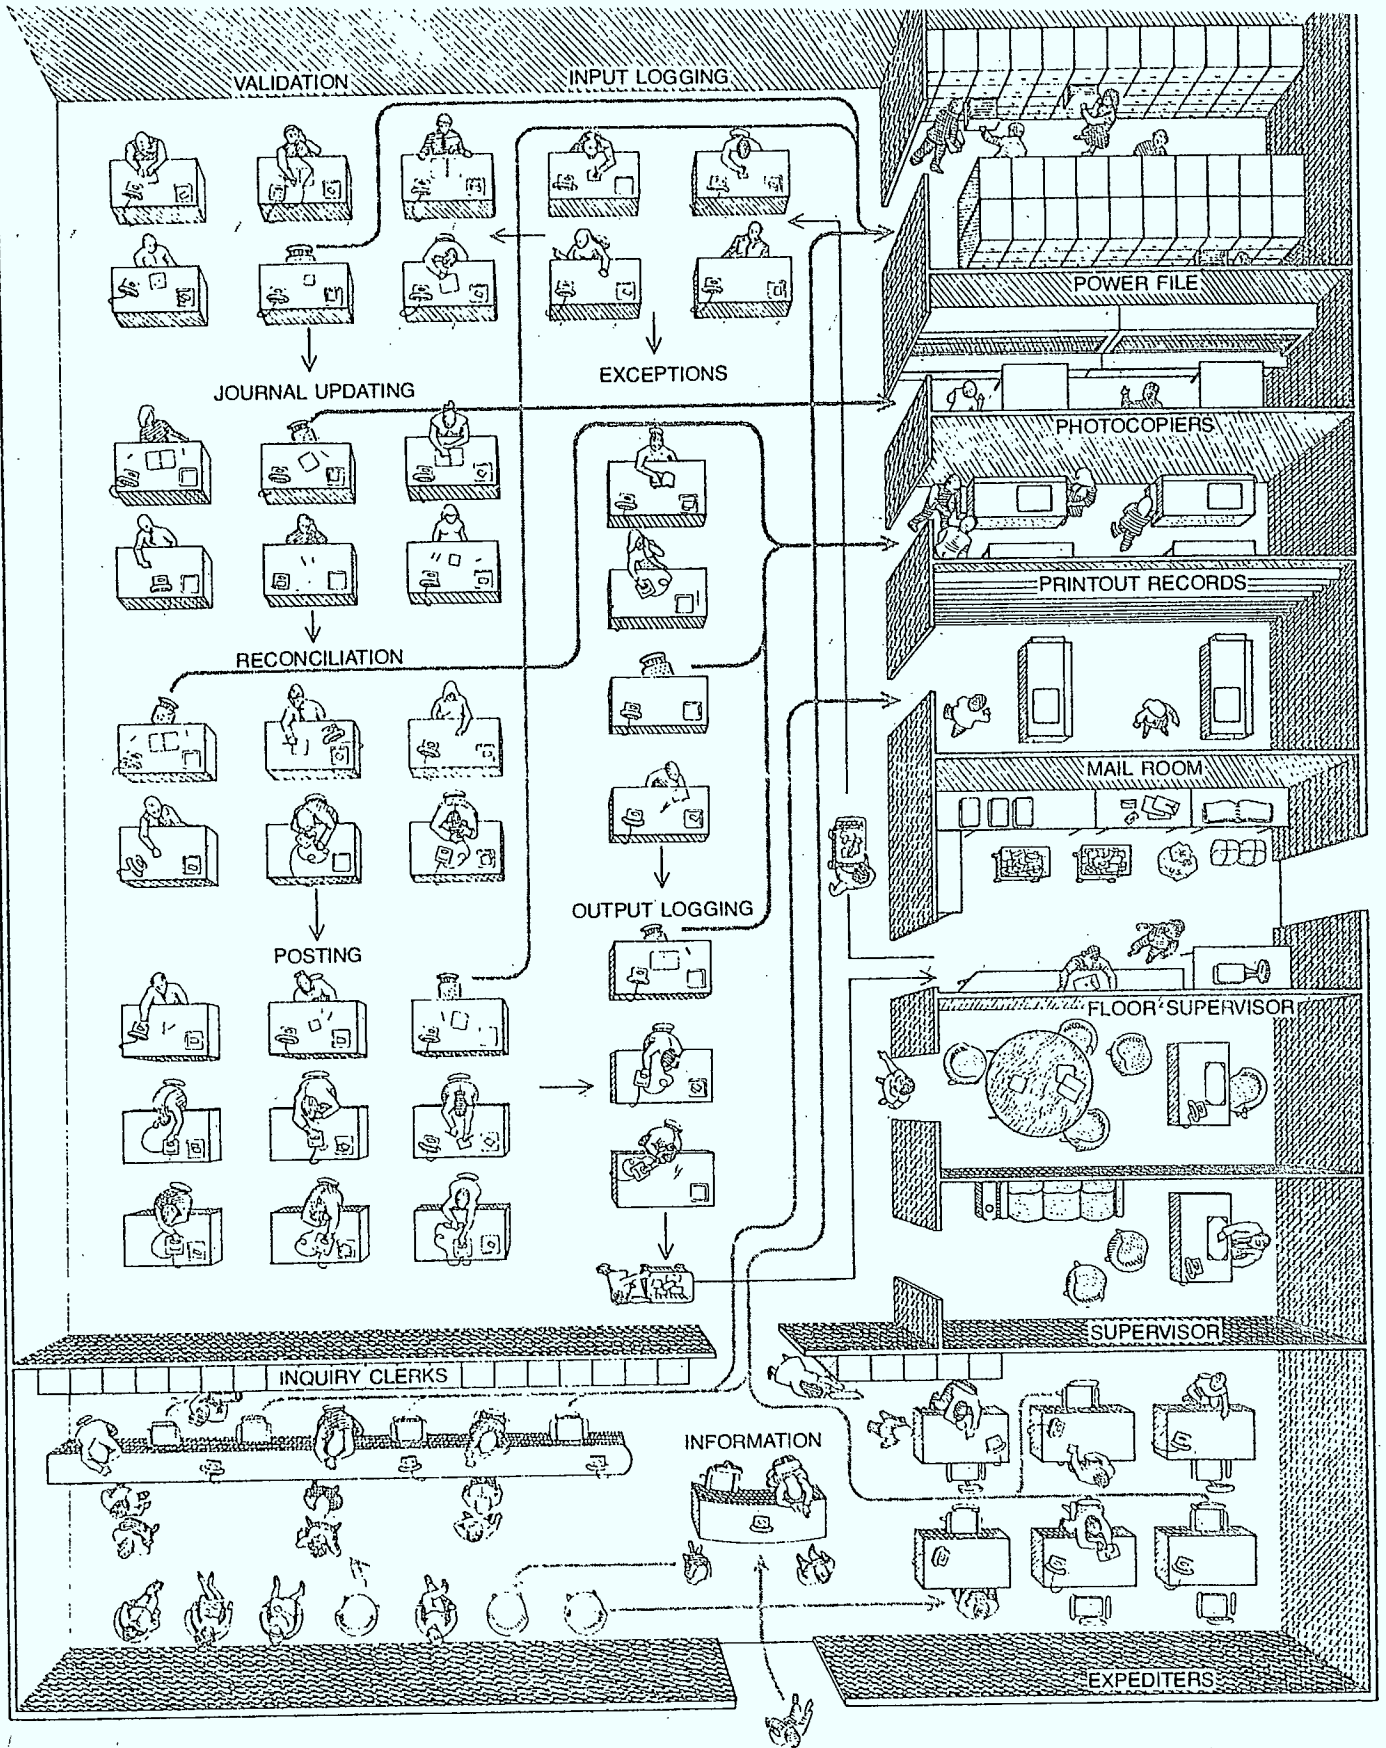 VALIDATION
INPUT LOGGING
POWER FILE
JOURNAL UPDATING
EXCEPTIONS
PHOTOCOPIERS
PRINTOUT RECORDS
RECONCILIATION
MAIL ROOM
OUTPUT LOGGING
POSTING
FLOOR SUPERVISOR
SUPERVISOR
INQUIRY CLERKS
INFORMATION
EXPEDITERS